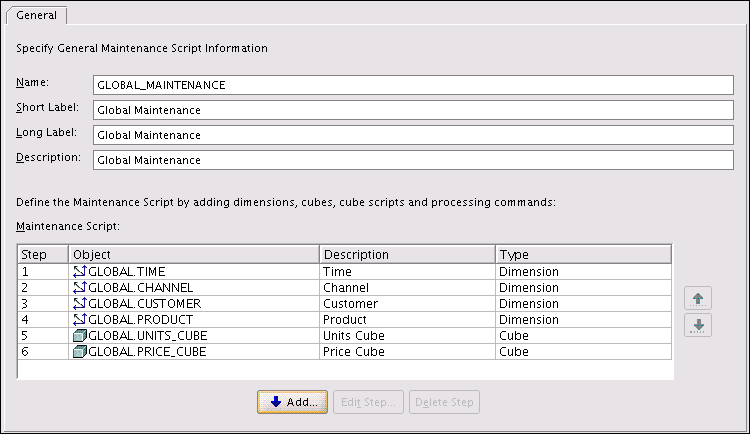 General
Specify General Maintenance Script Information
Name: GLOBAL_MAINTENANCE
Short Label: Global Maintenance
Long Label: Global Maintenance
Description: Global Maintenance
Define the Maintenance Script by adding dimensions, cubes, cube scripts and processing commands:
Maintenance Script:
Step Object Description Type
1 GLOBAL.TIME Time Dimension
2 GLOBAL.CHANNEL Channel Dimension
3 GLOBAL.CUSTOMER Customer Dimension
4 GLOBAL.PRODUCT Product Dimension
5 GLOBAL.UNITS_CUBE Units Cube Cube
6 GLOBAL.PRICE_CUBE Price Cube Cube
Add... Edit Step... Delete Step